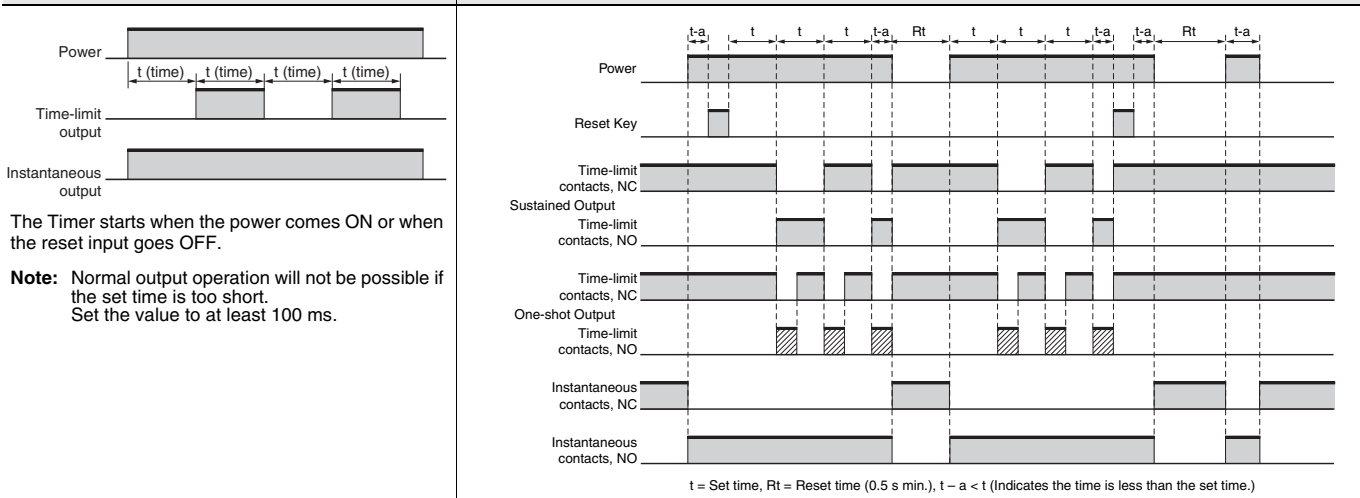 Power
t (time) t (time) t (time) t (time)
Time-limit
output
Instantaneous
output
The Timer starts when the power comes ON or when
the reset input goes OFF.
Note: Normal output operation will not be possible if
the set time is too short.
Set the value to at least 100 ms.
t-a t t t t-a Rt t t t t-a t-a Rt t-a
Power
Reset Key
Time-limit
contacts, NC
Sustained Output
Time-limit
contacts, NO
Time-limit
contacts, NC
One-shot Output
Time-limit
contacts, NO
Instantaneous
contacts, NC
Instantaneous
contacts, NO
t = Set time, Rt = Reset time (0.5 s min.), t – a < t (Indicates the time is less than the set time.)